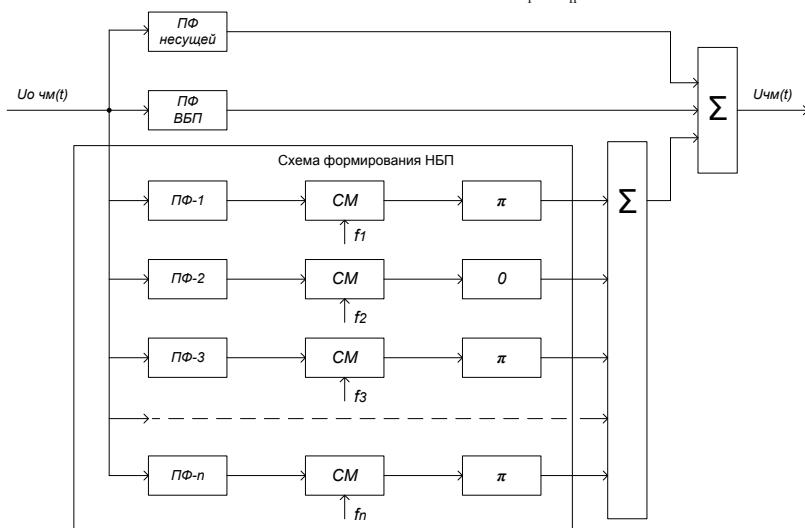 ПФ
несущей
Uо чм(t)
ПФ
ВБП
Σ
Uчм(t)
Схема формирования НБП
ПФ-1
СМ
π
Σ
f1
ПФ-2
СМ
0
f2
ПФ-3
СМ
π
f3
ПФ-n
СМ
π
fn